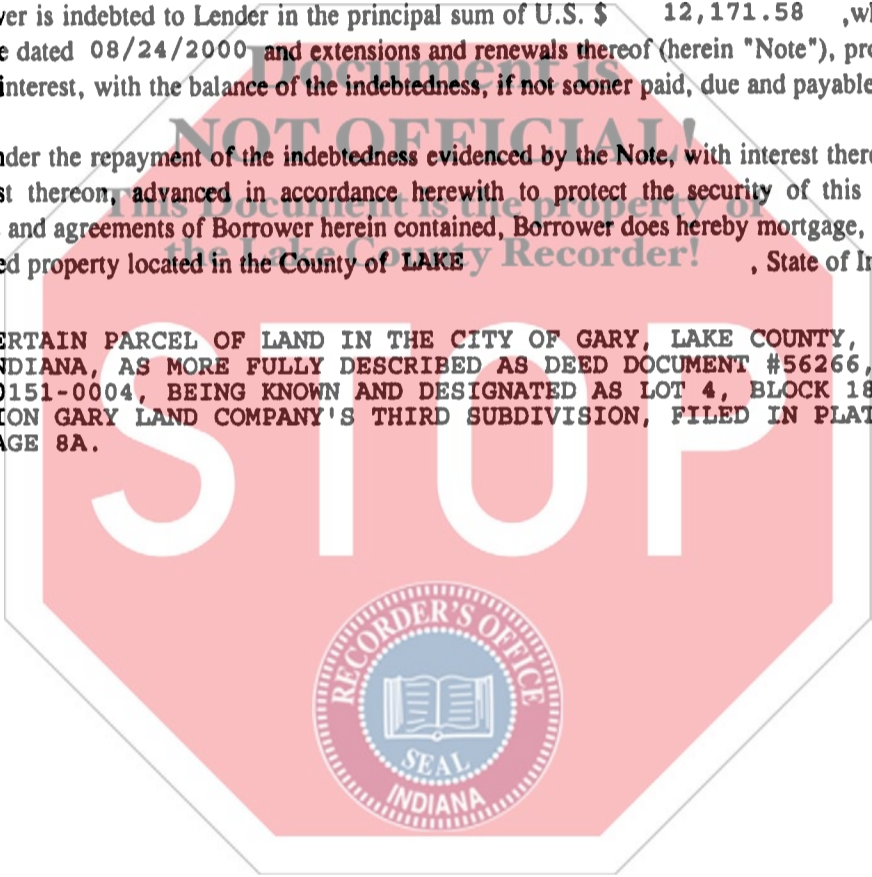 ver is indebted to Lender in the principal sum of U.S. $ 12,171.58 ,w
e dated 08/24/2000 and extensions and renewals thereof (herein "Note"), pro
interest, with the balance of the indebtedness, if not sooner paid, due and payable
Document is
NOT OFFICIAL!
This Document is the property of
the Lake County Recorder!
nder the repayment of the indebtedness evidenced by the Note, with interest there
st thereon, advanced in accordance herewith to protect the security of this
and agreements of Borrower herein contained, Borrower does hereby mortgage,
ed property located in the County of LAKE , State of In
ERTAIN PARCEL OF LAND IN THE CITY OF GARY, LAKE COUNTY,
NDIANA, AS MORE FULLY DESCRIBED AS DEED DOCUMENT #56266,
0151-0004, BEING KNOWN AND DESIGNATED AS LOT 4, BLOCK 18
ION GARY LAND COMPANY'S THIRD SUBDIVISION, FILED IN PLAT
AGE 8A.
STOP
RECORDER'S OFFICE
SEAL
INDIANA